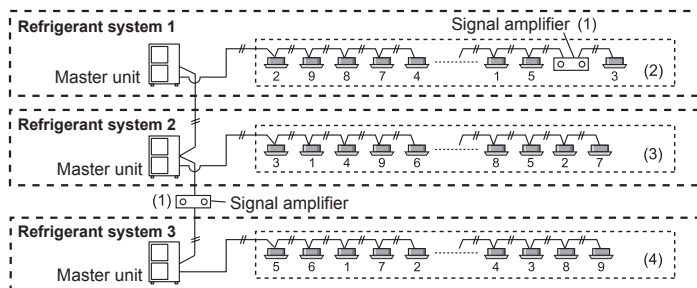 Refrigerant system 1
Signal amplifier (1)
Master unit
2 9 8 7 4 1 5 3
(2)
Refrigerant system 2
Master unit
3 1 4 9 6 8 5 2 7
(3)
(1) Signal amplifier
Refrigerant system 3
Master unit
5 6 1 7 2 4 3 8 9
(4)